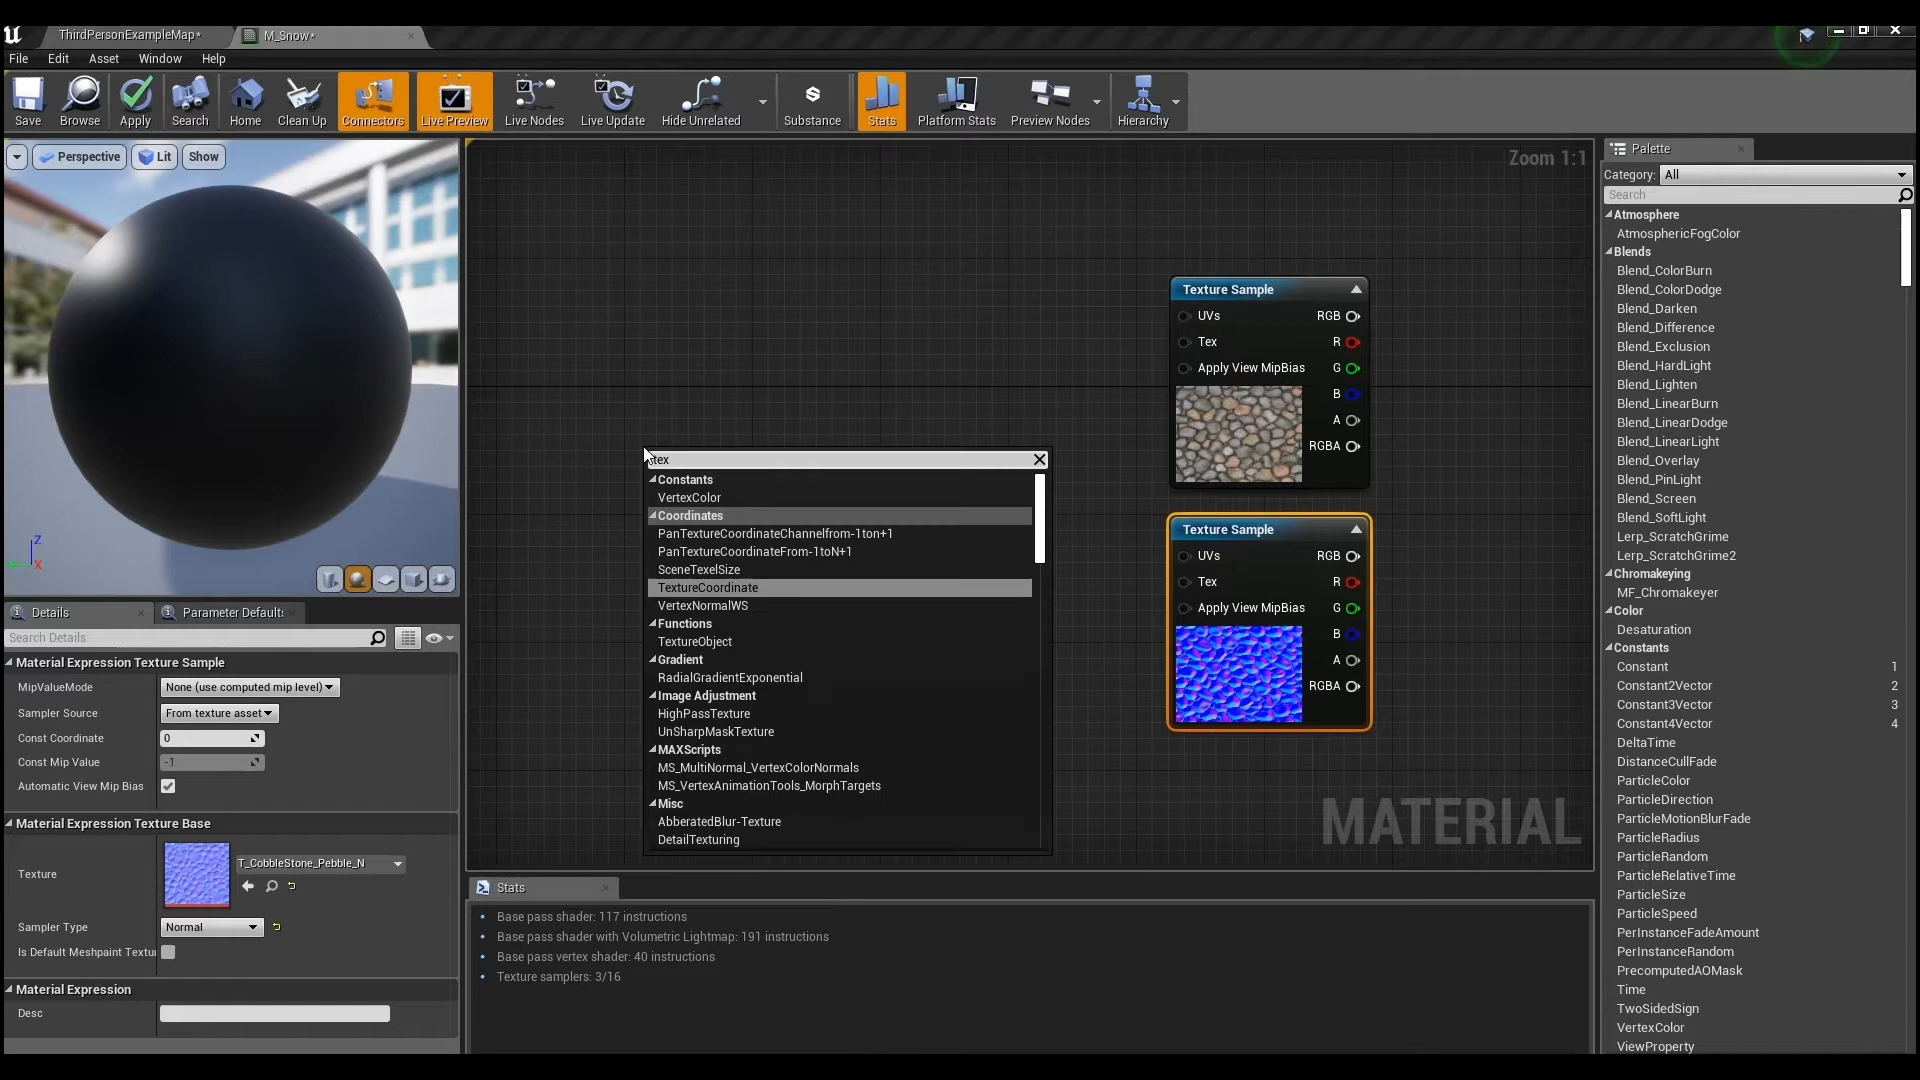 ThirdPersonExampleMap*
M_Snow*
File Edit Asset Window Help
Save
Browse
Apply
Search
Home
Clean Up
Connectors
Live Preview
Live Nodes
Live Update
Hide Unrelated
Substance
Stats
Platform Stats
Preview Nodes
Hierarchy
Perspective
Lit
Show
Z
X
Details
Parameter Default
Search Details
Material Expression Texture Sample
MipValueMode None (use computed mip level)
Sampler Source From texture asset
Const Coordinate 0
Const Mip Value -1
Automatic View Mip Bias
Material Expression Texture Base
Texture T_CobbleStone_Pebble_N
Sampler Type Normal
Is Default Meshpaint Textu
Material Expression
Desc
Zoom 1:1
Texture Sample
UVs RGB
Tex R
Apply View MipBias G
B
A
RGBA
Texture Sample
UVs RGB
Tex R
Apply View MipBias G
B
A
RGBA
MATERIAL
tex
Constants
VertexColor
Coordinates
PanTextureCoordinateChannelfrom-1ton+1
PanTextureCoordinateFrom-1toN+1
SceneTexelSize
TextureCoordinate
VertexNormalWS
Functions
TextureObject
Gradient
RadialGradientExponential
Image Adjustment
HighPassTexture
UnSharpMaskTexture
MAXScripts
MS_MultiNormal_VertexColorNormals
MS_VertexAnimationTools_MorphTargets
Misc
AbberatedBlur-Texture
DetailTexturing
Stats
Base pass shader: 117 instructions
Base pass shader with Volumetric Lightmap: 191 instructions
Base pass vertex shader: 40 instructions
Texture samplers: 3/16
Palette
Category: All
Search
Atmosphere
AtmosphericFogColor
Blends
Blend_ColorBurn
Blend_ColorDodge
Blend_Darken
Blend_Difference
Blend_Exclusion
Blend_HardLight
Blend_Lighten
Blend_LinearBurn
Blend_LinearDodge
Blend_LinearLight
Blend_Overlay
Blend_PinLight
Blend_Screen
Blend_SoftLight
Lerp_ScratchGrime
Lerp_ScratchGrime2
Chromakeying
MF_Chromakeyer
Color
Desaturation
Constants
Constant 1
Constant2Vector 2
Constant3Vector 3
Constant4Vector 4
DeltaTime
DistanceCullFade
ParticleColor
ParticleDirection
ParticleMotionBlurFade
ParticleRadius
ParticleRandom
ParticleRelativeTime
ParticleSize
ParticleSpeed
PerInstanceFadeAmount
PerInstanceRandom
PrecomputedAOMask
Time
TwoSidedSign
VertexColor
ViewProperty